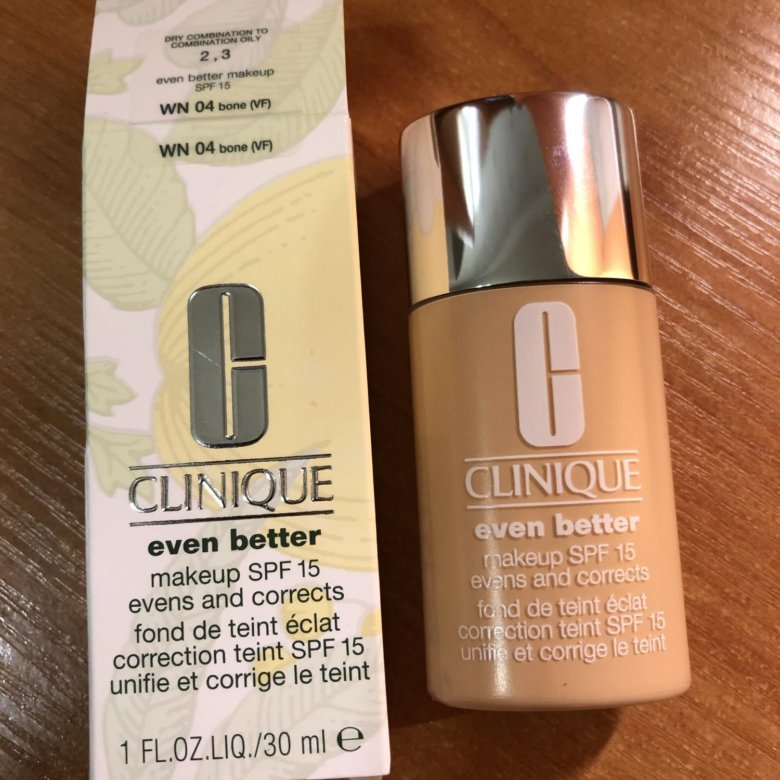 DRY COMBINATION TO
COMBINATION OILY
2, 3
even better makeup
SPF 15
WN 04 bone (VF)
WN 04 bone (VF)
C
CLINIQUE
even better
makeup SPF 15
evens and corrects
fond de teint éclat
correction teint SPF 15
unifie et corrige le teint
1 FL.OZ.LIQ./30 ml ℮
C
CLINIQUE
even better
makeup SPF 15
evens and corrects
fond de teint éclat
correction teint SPF 15
unifie et corrige le teint